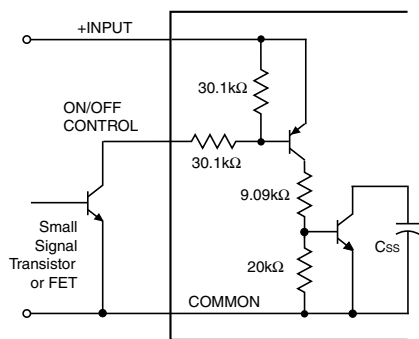 +INPUT
30.1kΩ
ON/OFF
CONTROL
30.1kΩ
9.09kΩ
Small
Signal
Transistor
or FET
CSS
20kΩ
COMMON